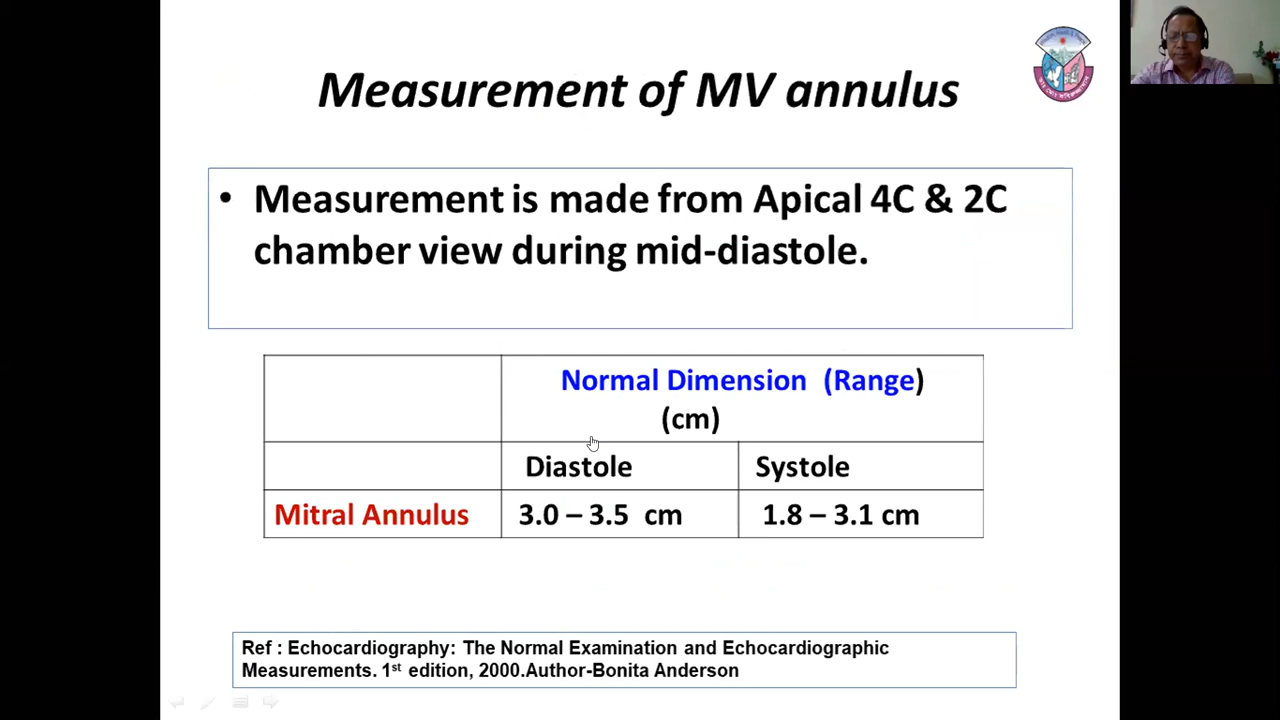 Measurement of MV annulus
• Measurement is made from Apical 4C & 2C
chamber view during mid-diastole.
Normal Dimension (Range)
(cm)
Diastole Systole
Mitral Annulus 3.0 – 3.5 cm 1.8 – 3.1 cm
Ref : Echocardiography: The Normal Examination and Echocardiographic
Measurements. 1st edition, 2000.Author-Bonita Anderson